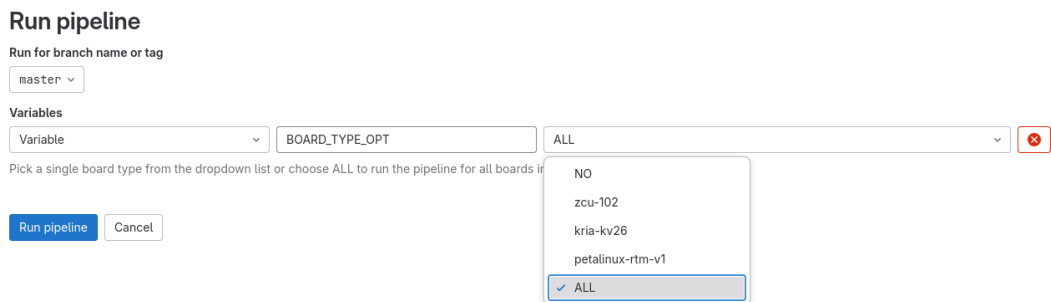 Run pipeline
Run for branch name or tag
master
Variables
Variable BOARD_TYPE_OPT ALL
Pick a single board type from the dropdown list or choose ALL to run the pipeline for all boards
NO
zcu-102
kria-kv26
petalinux-rtm-v1
ALL
Run pipeline Cancel